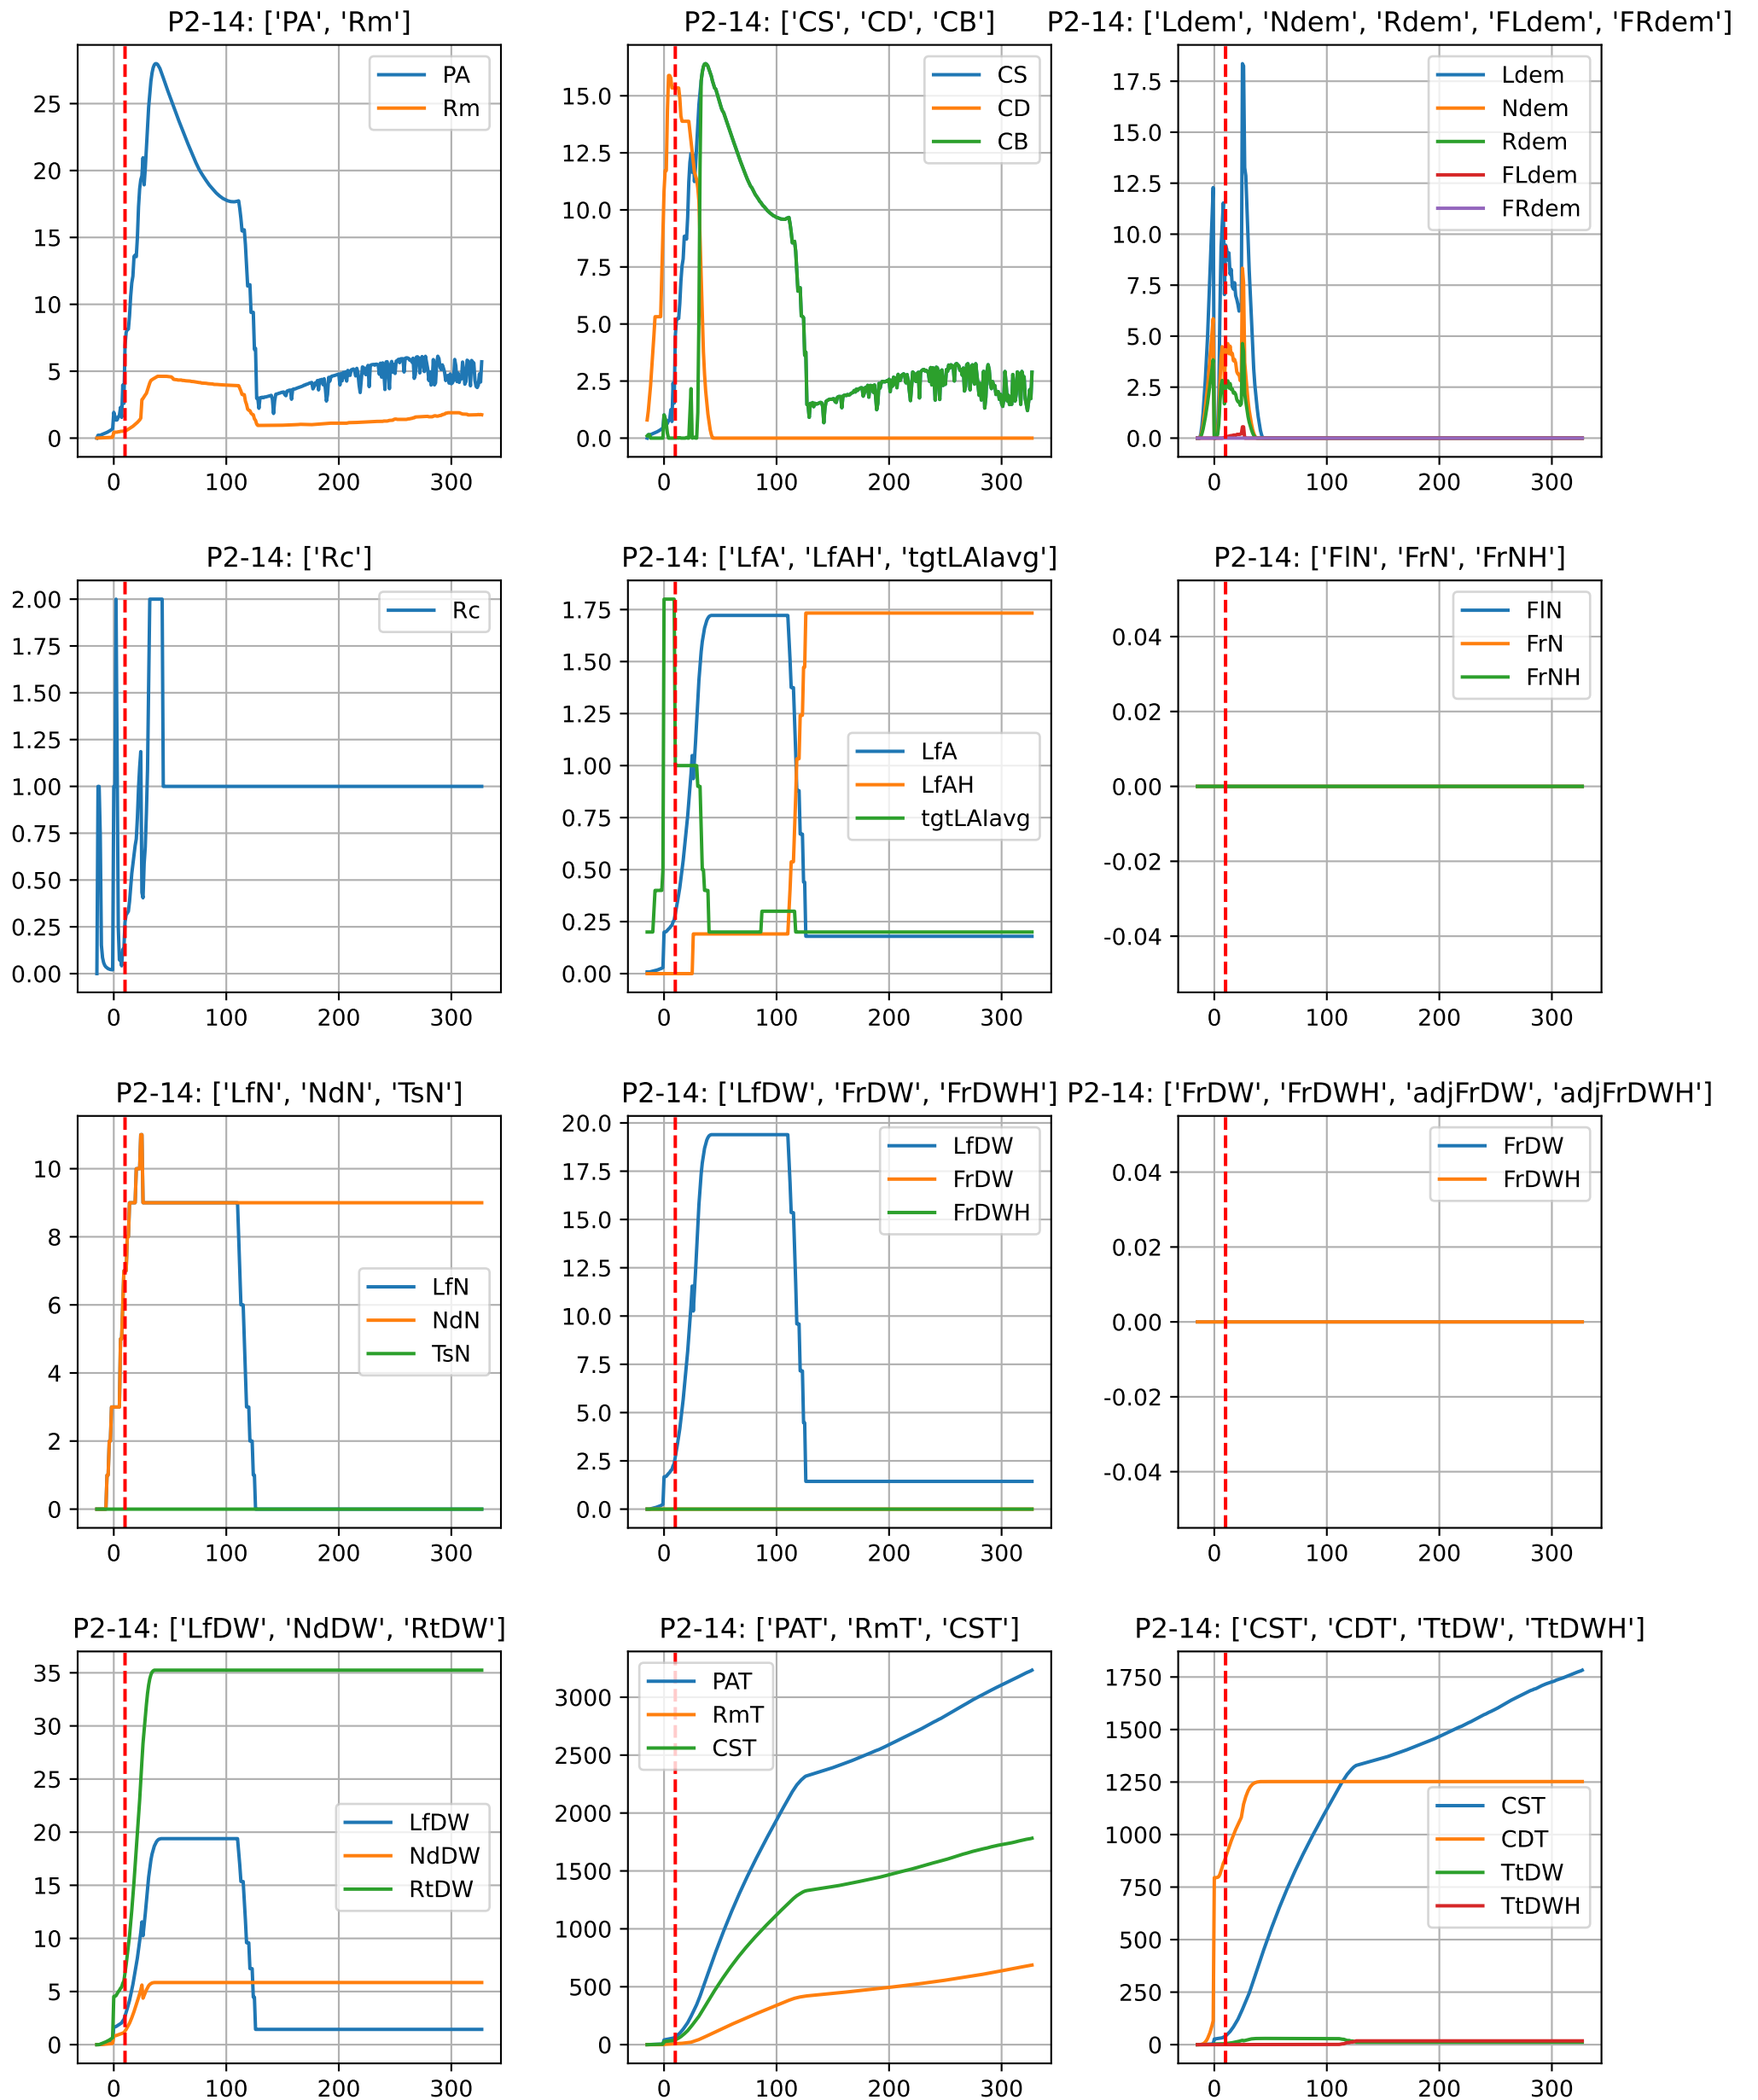 P2-14: ['PA', 'Rm']
25
20
15
10
5
0
0 100 200 300
PA
Rm
P2-14: ['CS', 'CD', 'CB']
15.0
12.5
10.0
7.5
5.0
2.5
0.0
0 100 200 300
CS
CD
CB
P2-14: ['Ldem', 'Ndem', 'Rdem', 'FLdem', 'FRdem']
17.5
15.0
12.5
10.0
7.5
5.0
2.5
0.0
0 100 200 300
Ldem
Ndem
Rdem
FLdem
FRdem
P2-14: ['Rc']
2.00
1.75
1.50
1.25
1.00
0.75
0.50
0.25
0.00
0 100 200 300
Rc
P2-14: ['LfA', 'LfAH', 'tgtLAIavg']
1.75
1.50
1.25
1.00
0.75
0.50
0.25
0.00
0 100 200 300
LfA
LfAH
tgtLAIavg
P2-14: ['FlN', 'FrN', 'FrNH']
0.04
0.02
0.00
-0.02
-0.04
0 100 200 300
FlN
FrN
FrNH
P2-14: ['LfN', 'NdN', 'TsN']
10
8
6
4
2
0
0 100 200 300
LfN
NdN
TsN
P2-14: ['LfDW', 'FrDW', 'FrDWH']
20.0
17.5
15.0
12.5
10.0
7.5
5.0
2.5
0.0
0 100 200 300
LfDW
FrDW
FrDWH
P2-14: ['FrDW', 'FrDWH', 'adjFrDW', 'adjFrDWH']
0.04
0.02
0.00
-0.02
-0.04
0 100 200 300
FrDW
FrDWH
P2-14: ['LfDW', 'NdDW', 'RtDW']
35
30
25
20
15
10
5
0
0 100 200 300
LfDW
NdDW
RtDW
P2-14: ['PAT', 'RmT', 'CST']
3000
2500
2000
1500
1000
500
0
0 100 200 300
PAT
RmT
CST
P2-14: ['CST', 'CDT', 'TtDW', 'TtDWH']
1750
1500
1250
1000
750
500
250
0
0 100 200 300
CST
CDT
TtDW
TtDWH